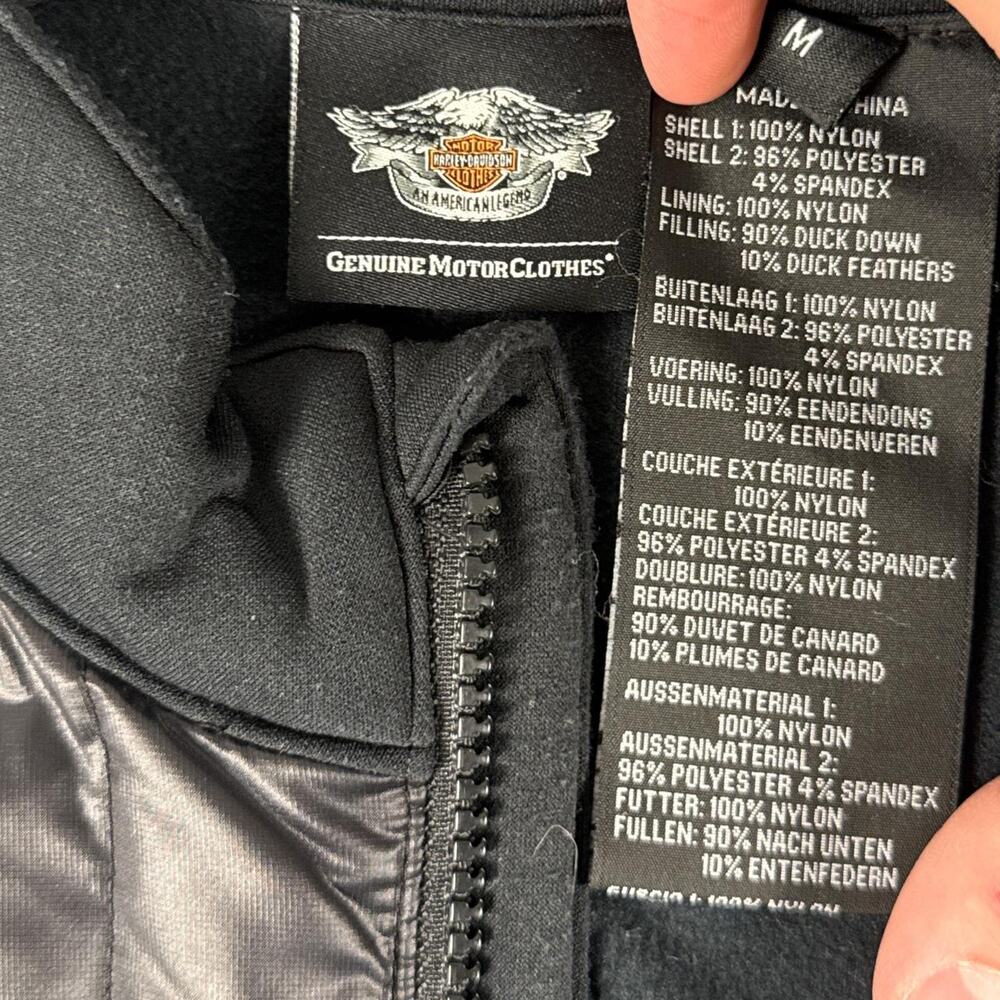 MOTOR
HARLEY-DAVIDSON
CLOTHES
AN AMERICAN LEGEND
GENUINE MOTORCLOTHES®
M
SHELL 1: 100% NYLON
SHELL 2: 96% POLYESTER
4% SPANDEX
LINING: 100% NYLON
FILLING: 90% DUCK DOWN
10% DUCK FEATHERS
BUITENLAAG 1: 100% NYLON
BUITENLAAG 2: 96% POLYESTER
4% SPANDEX
VOERING: 100% NYLON
VULLING: 90% EENDENDONS
10% EENDENVEREN
COUCHE EXTÉRIEURE 1:
100% NYLON
COUCHE EXTÉRIEURE 2:
96% POLYESTER 4% SPANDEX
DOUBLURE: 100% NYLON
REMBOURRAGE:
90% DUVET DE CANARD
10% PLUMES DE CANARD
AUSSENMATERIAL 1:
100% NYLON
AUSSENMATERIAL 2:
96% POLYESTER 4% SPANDEX
FUTTER: 100% NYLON
FULLEN: 90% NACH UNTEN
10% ENTENFEDERN